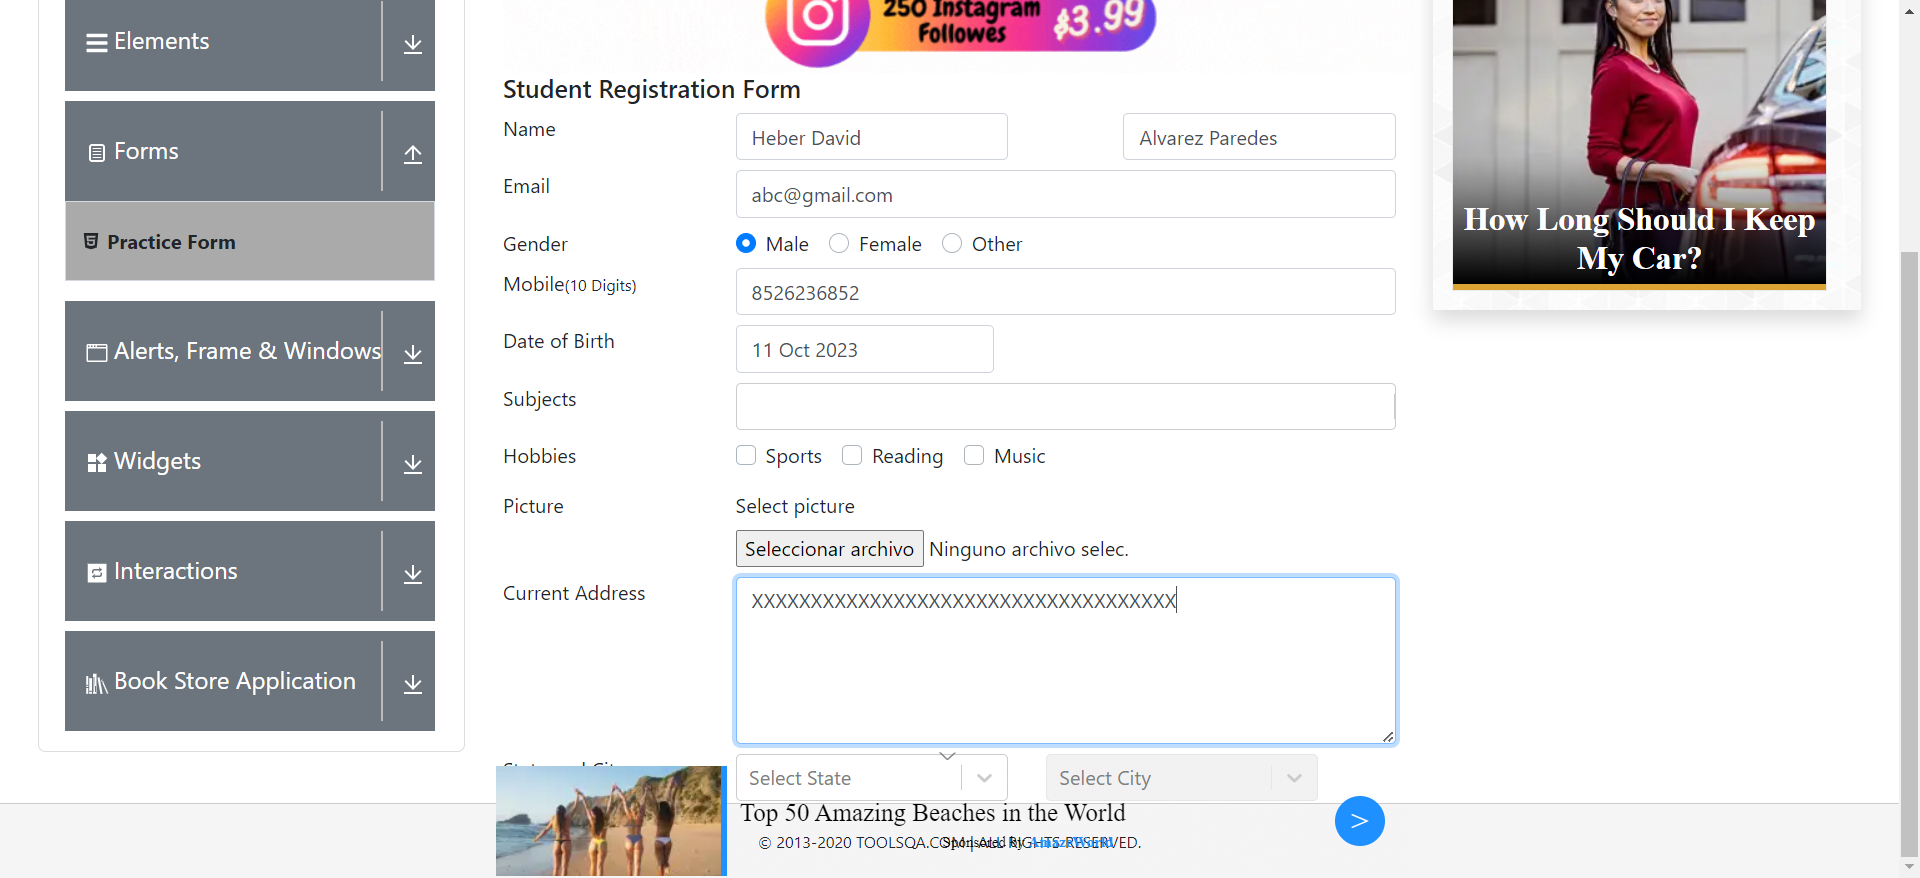 Elements
Forms
Practice Form
Alerts, Frame & Windows
Widgets
Interactions
Book Store Application
250 Instagram
Followes
$3.99
Student Registration Form
Name
Heber David
Alvarez Paredes
Email
abc@gmail.com
Gender
Male Female Other
Mobile(10 Digits)
8526236852
Date of Birth
11 Oct 2023
Subjects
Hobbies
Sports Reading Music
Picture
Select picture
Seleccionar archivo Ninguno archivo selec.
Current Address
XXXXXXXXXXXXXXXXXXXXXXXXXXXXXXXXXXXX
Select State
Select City
Top 50 Amazing Beaches in the World
© 2013-2020 TOOLSQA.COM | ALL RIGHTS RESERVED.
Sponsored by
>
How Long Should I Keep
My Car?